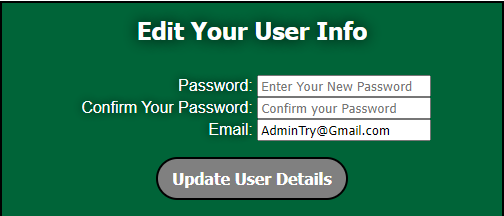 Edit Your User Info
Password: Enter Your New Password
Confirm Your Password: Confirm your Password
Email: AdminTry@Gmail.com
Update User Details